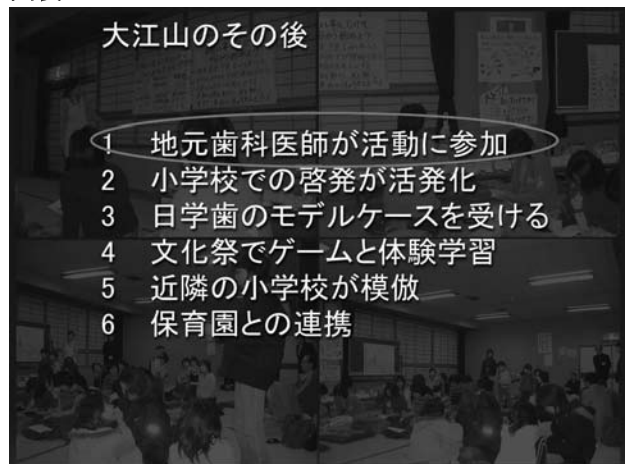 大江山のその後
1 地元歯科医師が活動に参加
2 小学校での啓発が活発化
3 日学歯のモデルケースを受ける
4 文化祭でゲームと体験学習
5 近隣の小学校が模倣
6 保育園との連携